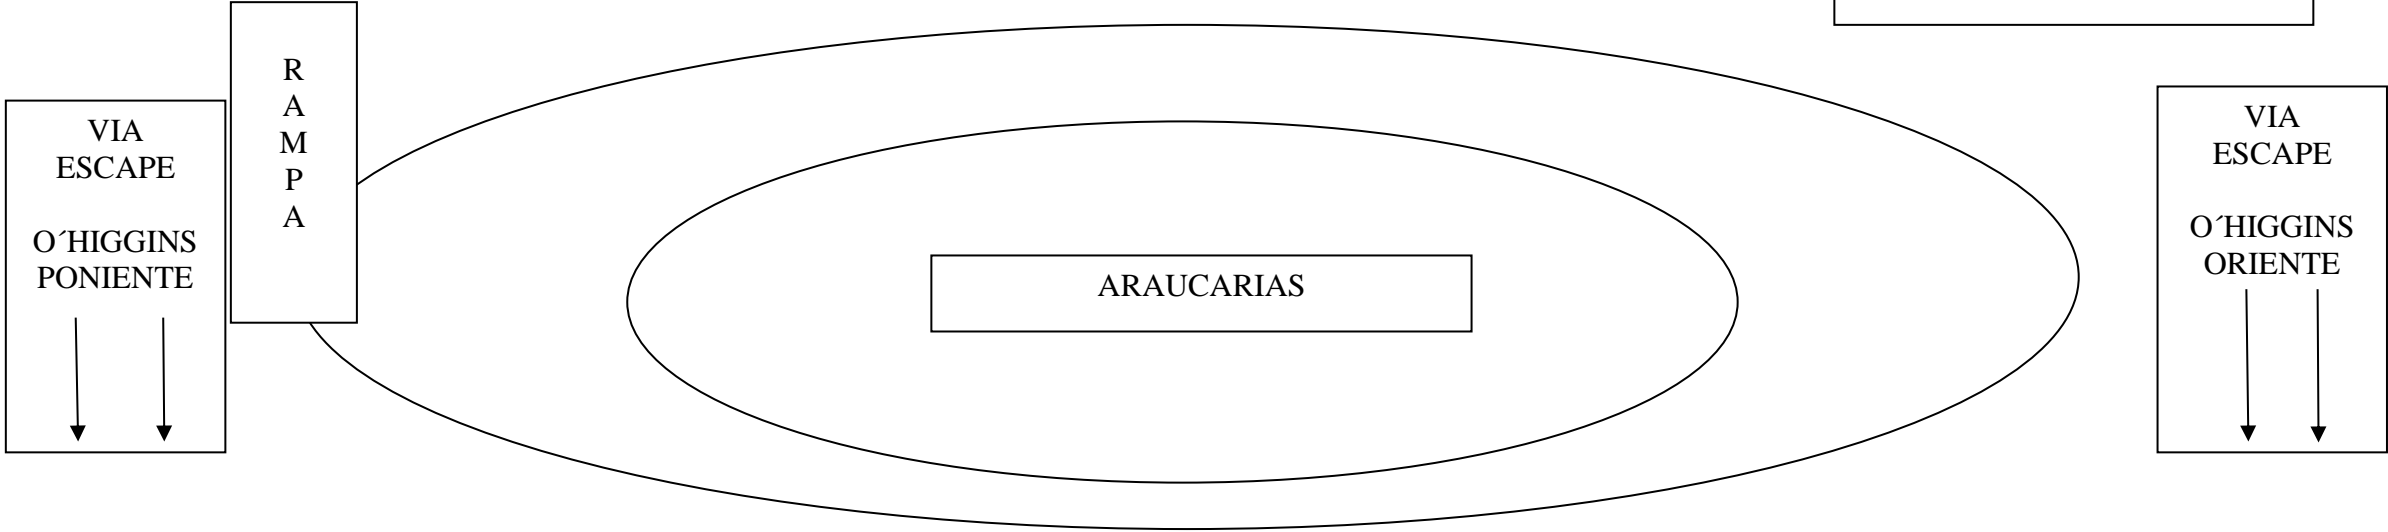 VIA
ESCAPE
O´HIGGINS
PONIENTE
R
A
M
P
A
ARAUCARIAS
VIA
ESCAPE
O´HIGGINS
ORIENTE